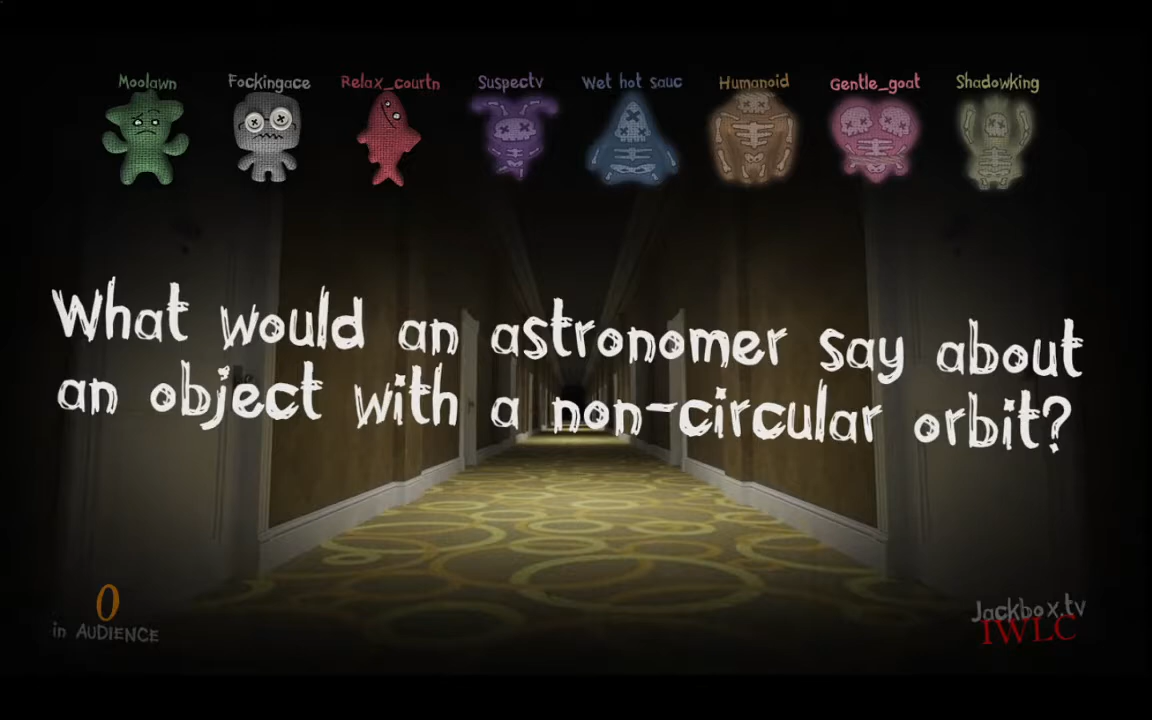 Moolawn Fockingace Relax_courtn Suspectv Wet hot sauc Humanoid Gentle_goat Shadowking
What would an astronomer say about
an object with a non-circular orbit?
0
in AUDIENCE
Jackbox.tv
IWLC